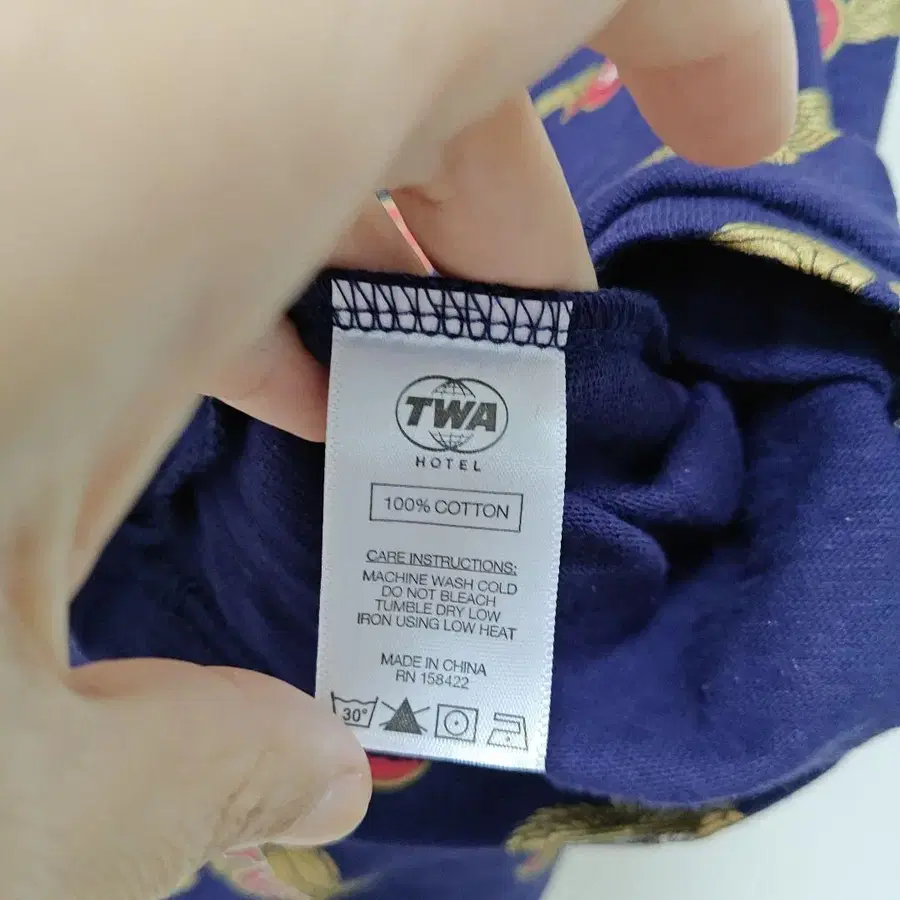 TWA
HOTEL
100% COTTON
CARE INSTRUCTIONS:
MACHINE WASH COLD
DO NOT BLEACH
TUMBLE DRY LOW
IRON USING LOW HEAT
MADE IN CHINA
RN 158422
30°